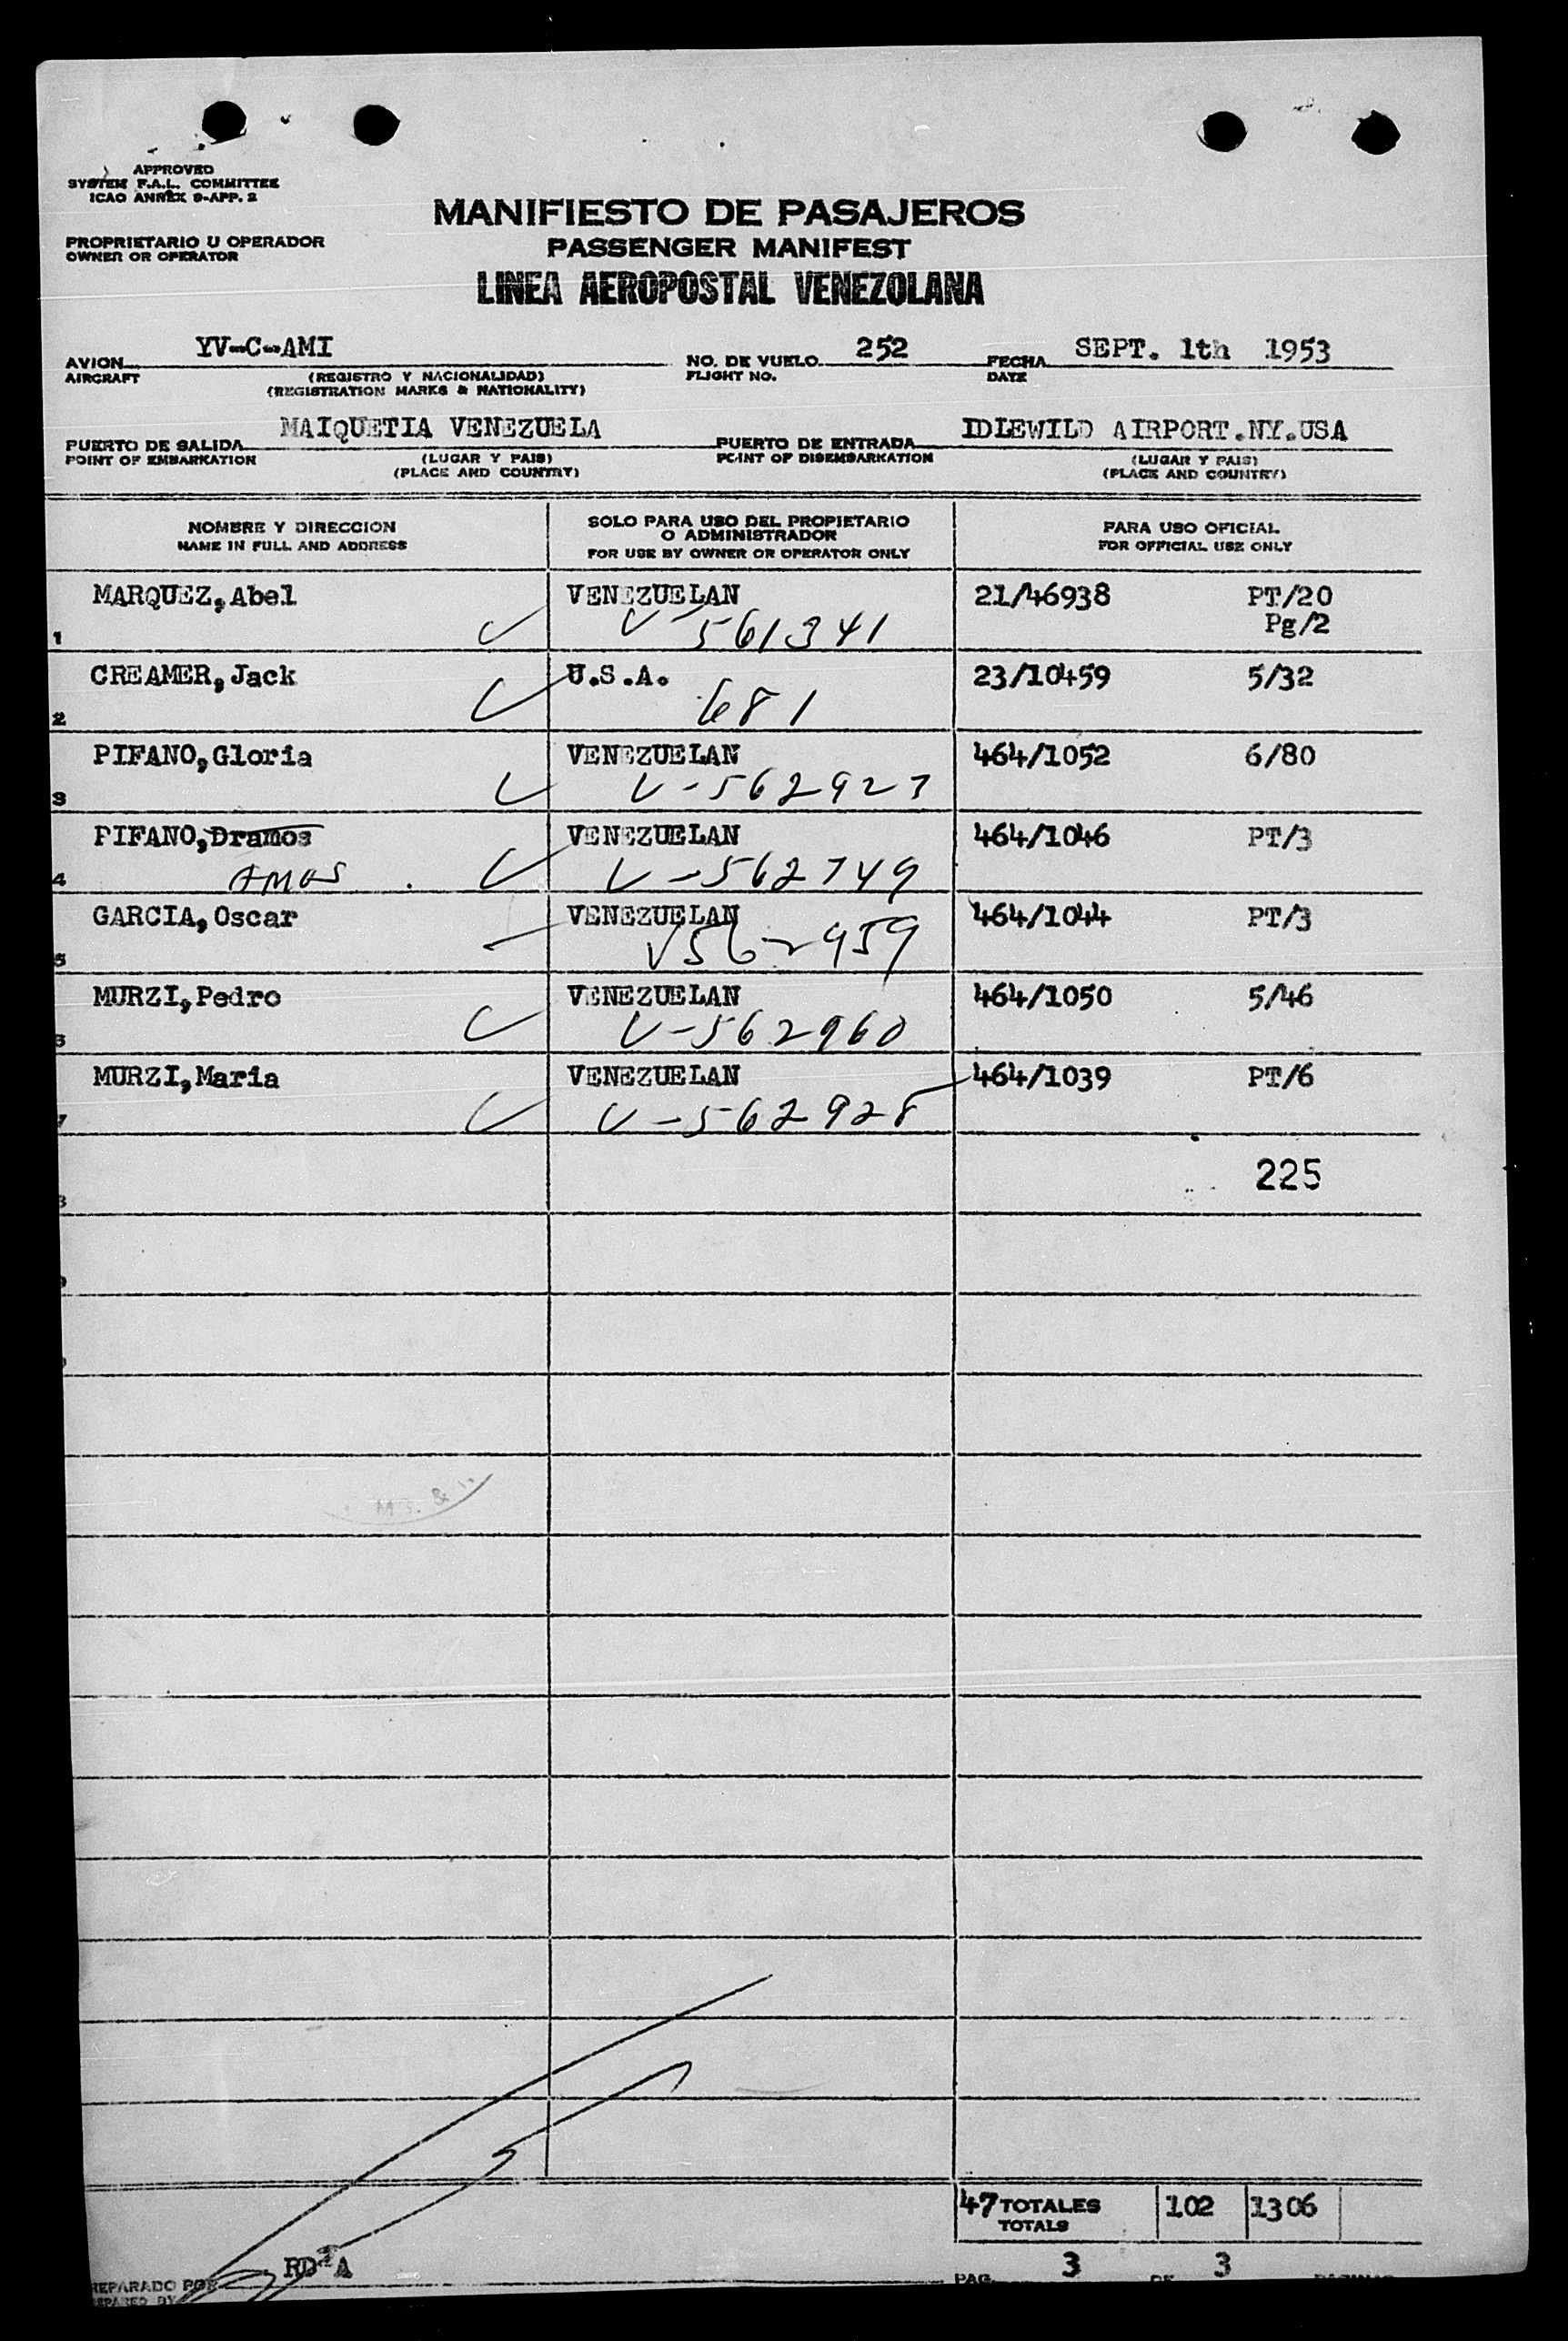 APPROVED
SYSTEM F.A.L. COMMITTEE
ICAO ANNEX 9-APP. 2
MANIFIESTO DE PASAJEROS
PROPRIETARIO U OPERADOR
OWNER OR OPERATOR
PASSENGER MANIFEST
LINEA AEROPOSTAL VENEZOLANA
AVION YV-C-AMI NO. DE VUELO 252 FECHA SEPT. 1th 1953
AIRCRAFT (REGISTRO Y NACIONALIDAD) FLIGHT NO. DATE
(REGISTRATION MARKS & NATIONALITY)
PUERTO DE SALIDA MAIQUETIA VENEZUELA PUERTO DE ENTRADA IDLEWILD AIRPORT.NY.USA
POINT OF EMBARKATION (LUGAR Y PAIS) POINT OF DISEMBARKATION (LUGAR Y PAIS)
(PLACE AND COUNTRY) (PLACE AND COUNTRY)
NOMBRE Y DIRECCION
NAME IN FULL AND ADDRESS
SOLO PARA USO DEL PROPIETARIO
O ADMINISTRADOR
FOR USE BY OWNER OR OPERATOR ONLY
PARA USO OFICIAL
FOR OFFICIAL USE ONLY
MARQUEZ,Abel VENEZUELAN 21/46938 PT/20
1 V-561341 Pg/2
CREAMER,Jack U.S.A. 23/10459 5/32
2 681
PIFANO,Gloria VENEZUELAN 464/1052 6/80
3 V-562927
PIFANO,Dramos VENEZUELAN 464/1046 PT/3
4 AMOS V-562749
GARCIA,Oscar VENEZUELAN 464/1044 PT/3
5 V562959
MURZI,Pedro VENEZUELAN 464/1050 5/46
6 V-562960
MURZI,Maria VENEZUELAN 464/1039 PT/6
7 V-562928
225
47 TOTALES 102 1306
TOTALS
RD A
PREPARADO POR
PREPARED BY
PAG. 3 DE 3